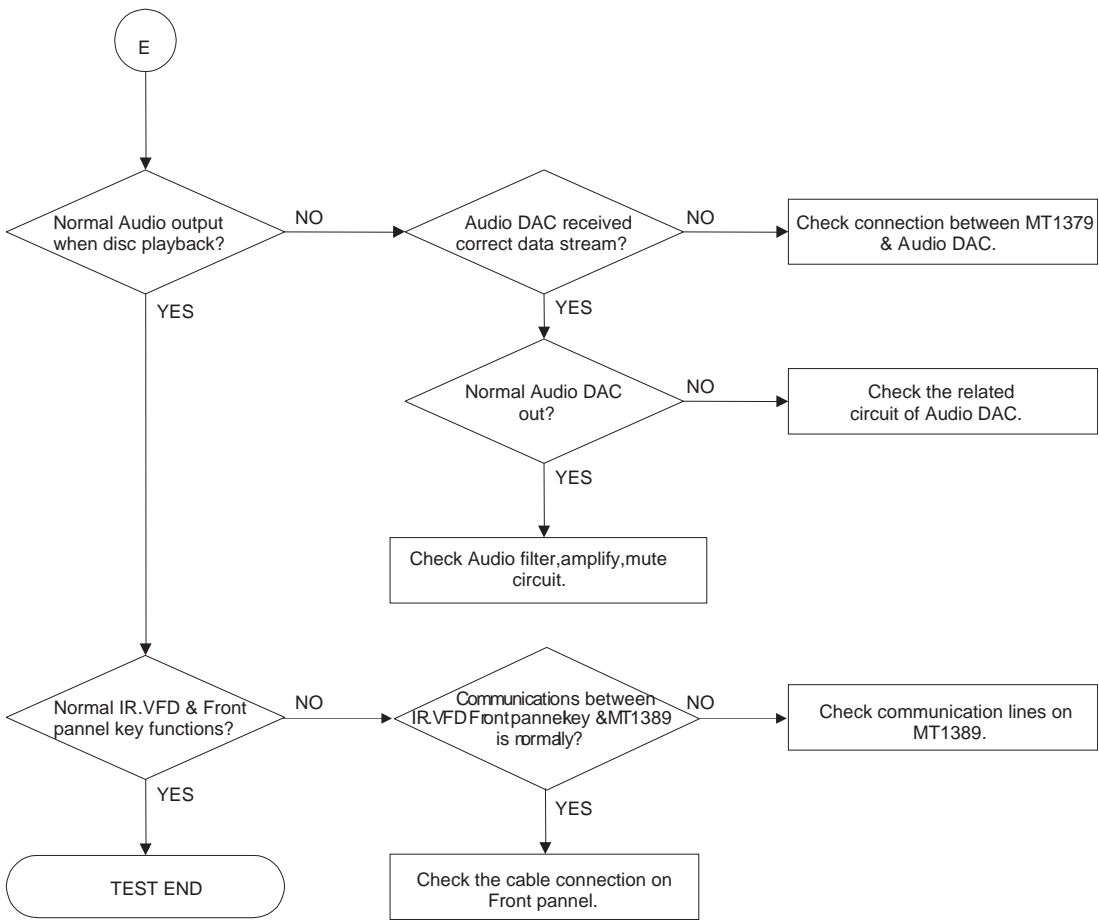 E
Normal Audio output
when disc playback?
NO
Audio DAC received
correct data stream?
NO
Check connection between MT1379
& Audio DAC.
YES
YES
Normal Audio DAC
out?
NO
Check the related
circuit of Audio DAC.
YES
Check Audio filter,amplify,mute
circuit.
Normal IR.VFD & Front
pannel key functions?
NO
Communications between
IR.VFD Front pannel key &MT1389
is normally?
NO
Check communication lines on
MT1389.
YES
YES
TEST END
Check the cable connection on
Front pannel.